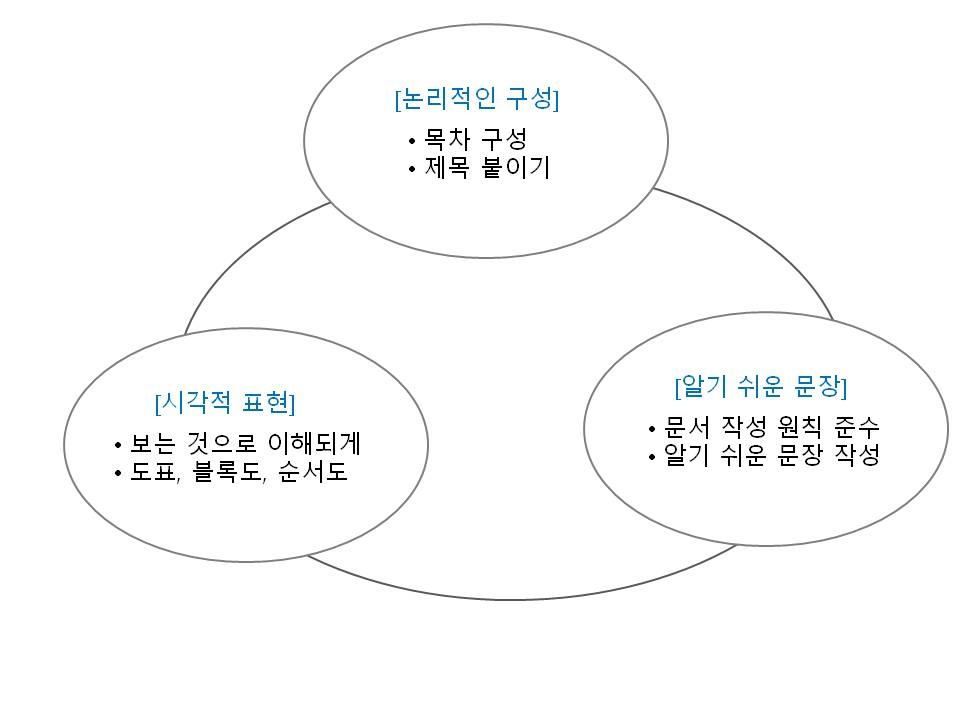 [논리적인 구성]
• 목차 구성
• 제목 붙이기
[시각적 표현]
• 보는 것으로 이해되게
• 도표, 블록도, 순서도
[알기 쉬운 문장]
• 문서 작성 원칙 준수
• 알기 쉬운 문장 작성